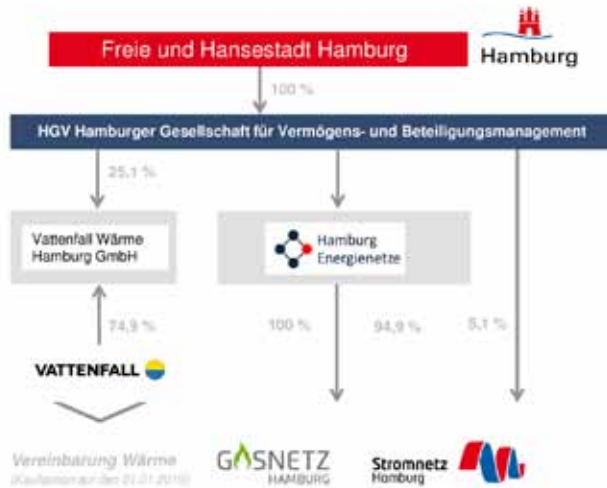 Freie und Hansestadt Hamburg
Hamburg
100 %
HGV Hamburger Gesellschaft für Vermögens- und Beteiligungsmanagement
25,1 %
Vattenfall Wärme
Hamburg GmbH
Hamburg
Energienetze
74,9 %
100 %
94,9 %
5,1 %
VATTENFALL
Vereinbarung Wärme
GASNETZ
HAMBURG
Stromnetz
Hamburg